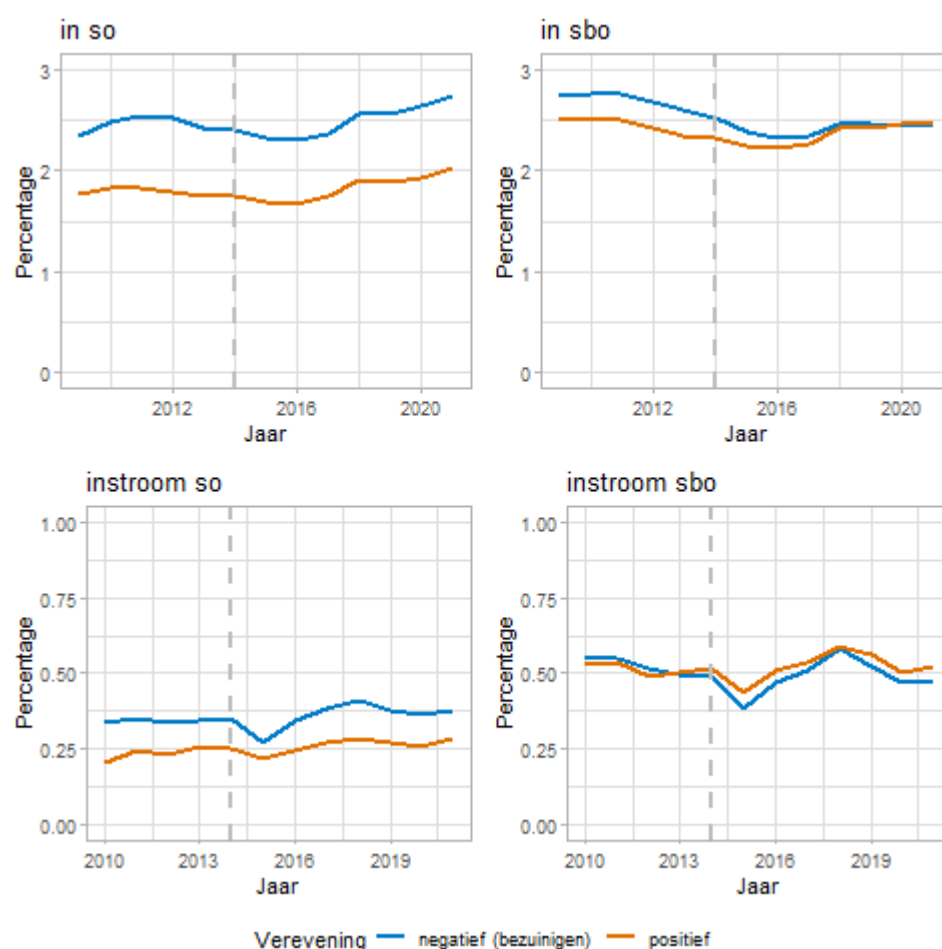 in so
in sbo
3
2
1
0
Percentage
2012
2016
2020
Jaar
3
2
1
0
Percentage
2012
2016
2020
Jaar
instroom so
instroom sbo
1.00
0.75
0.50
0.25
0.00
Percentage
2010
2013
2016
2019
Jaar
1.00
0.75
0.50
0.25
0.00
Percentage
2010
2013
2016
2019
Jaar
Verevening negatief (bezuinigen) positief